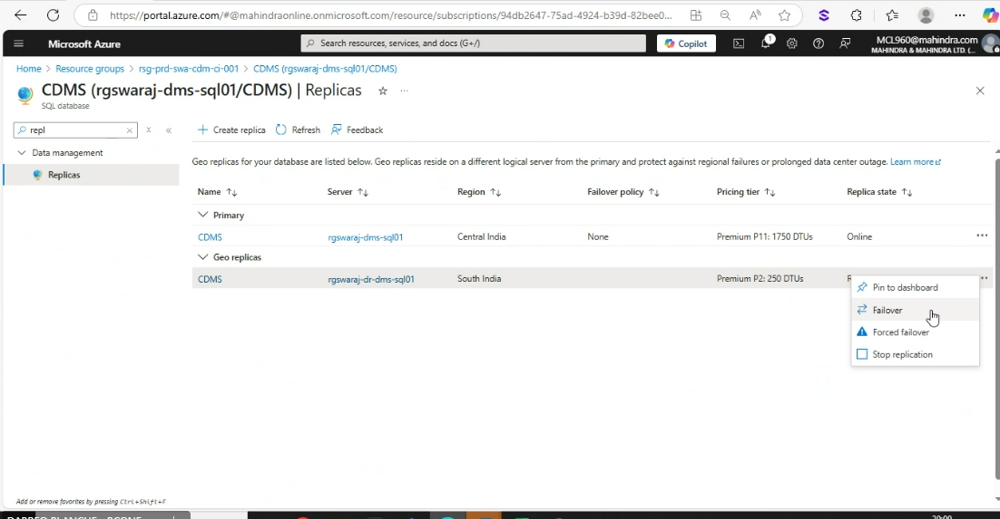 https://portal.azure.com/#@mahindraonline.onmicrosoft.com/resource/subscriptions/94db2647-75ad-4924-b39d-82bee0...
Microsoft Azure
Search resources, services, and docs (G+/)
Copilot
1
MCL960@mahindra.com
MAHINDRA & MAHINDRA LTD. (...
Home > Resource groups > rsg-prd-swa-cdm-ci-001 > CDMS (rgswaraj-dms-sql01/CDMS)
CDMS (rgswaraj-dms-sql01/CDMS) | Replicas
SQL database
repl
Create replica
Refresh
Feedback
Data management
Replicas
Geo replicas for your database are listed below. Geo replicas reside on a different logical server from the primary and protect against regional failures or prolonged data center outage. Learn more
Name Server Region Failover policy Pricing tier Replica state
Primary
CDMS rgswaraj-dms-sql01 Central India None Premium P11: 1750 DTUs Online
Geo replicas
CDMS rgswaraj-dr-dms-sql01 South India Premium P2: 250 DTUs
Pin to dashboard
Failover
Forced failover
Stop replication
Add or remove favorites by pressing Ctrl+Shift+F